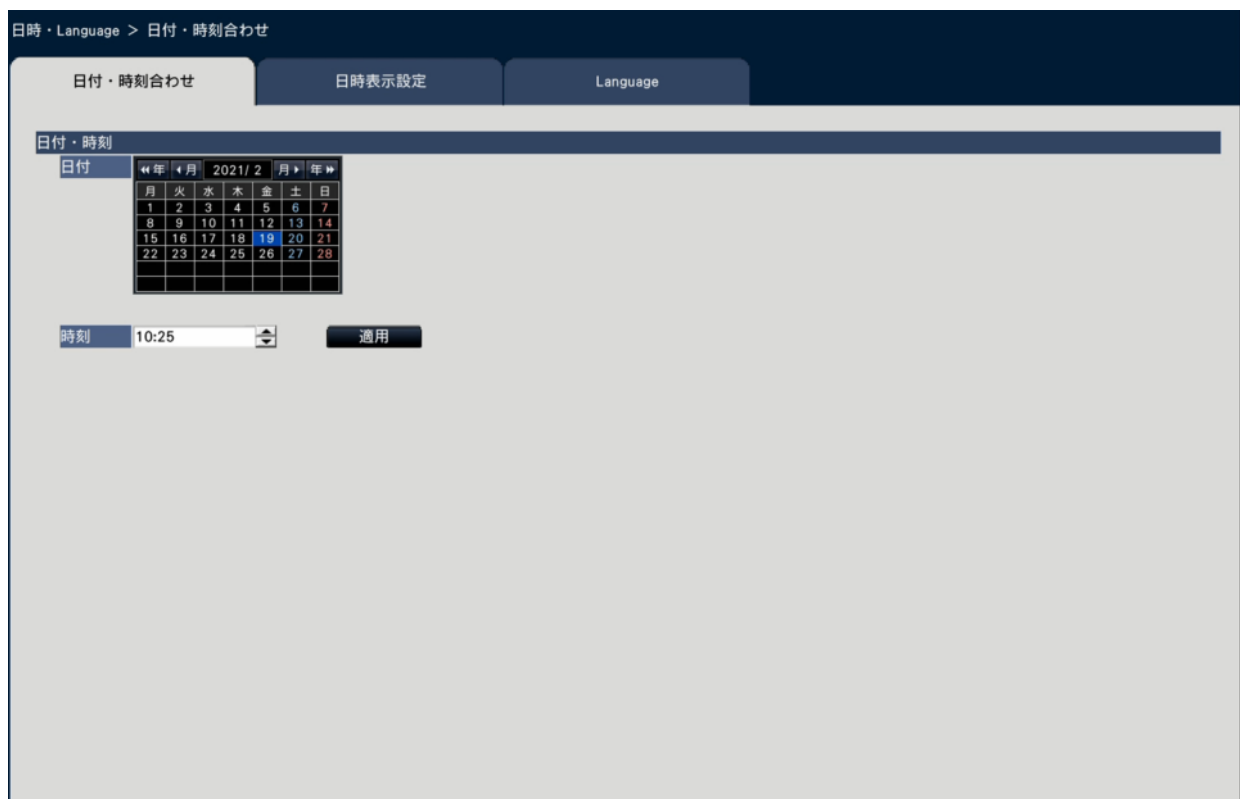 日時・Language > 日付・時刻合わせ
日付・時刻合わせ 日時表示設定 Language
日付・時刻
日付
年 月 2021/ 2 月 年
月 火 水 木 金 土 日
1 2 3 4 5 6 7
8 9 10 11 12 13 14
15 16 17 18 19 20 21
22 23 24 25 26 27 28
時刻 10:25 適用